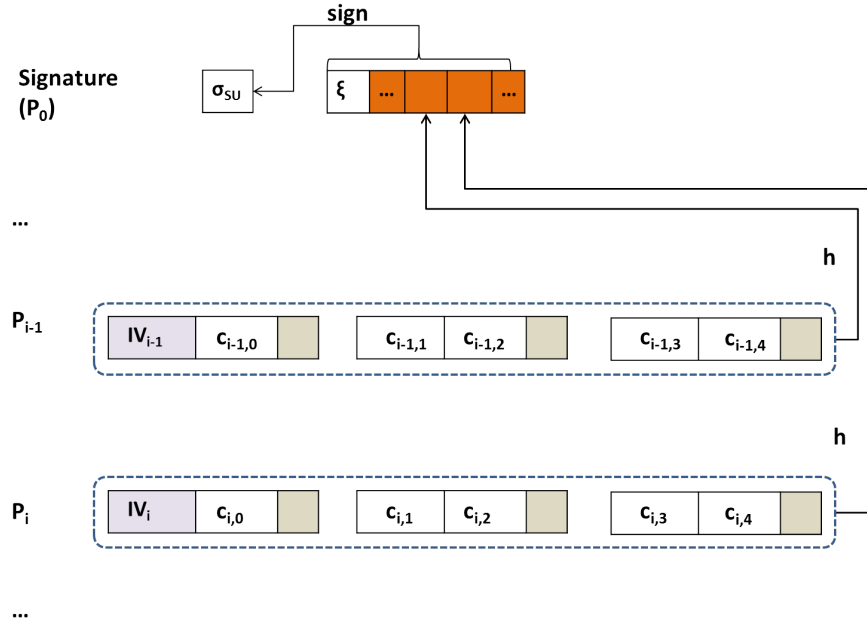 sign
Signature
(P0)
σSU
ξ
...
...
...
h
Pi-1
IVi-1
ci-1,0
ci-1,1
ci-1,2
ci-1,3
ci-1,4
h
Pi
IVi
ci,0
ci,1
ci,2
ci,3
ci,4
...